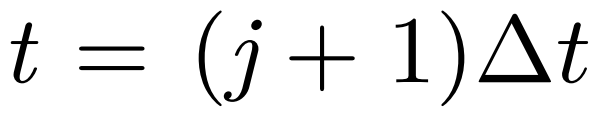 t = (j + 1)Δt